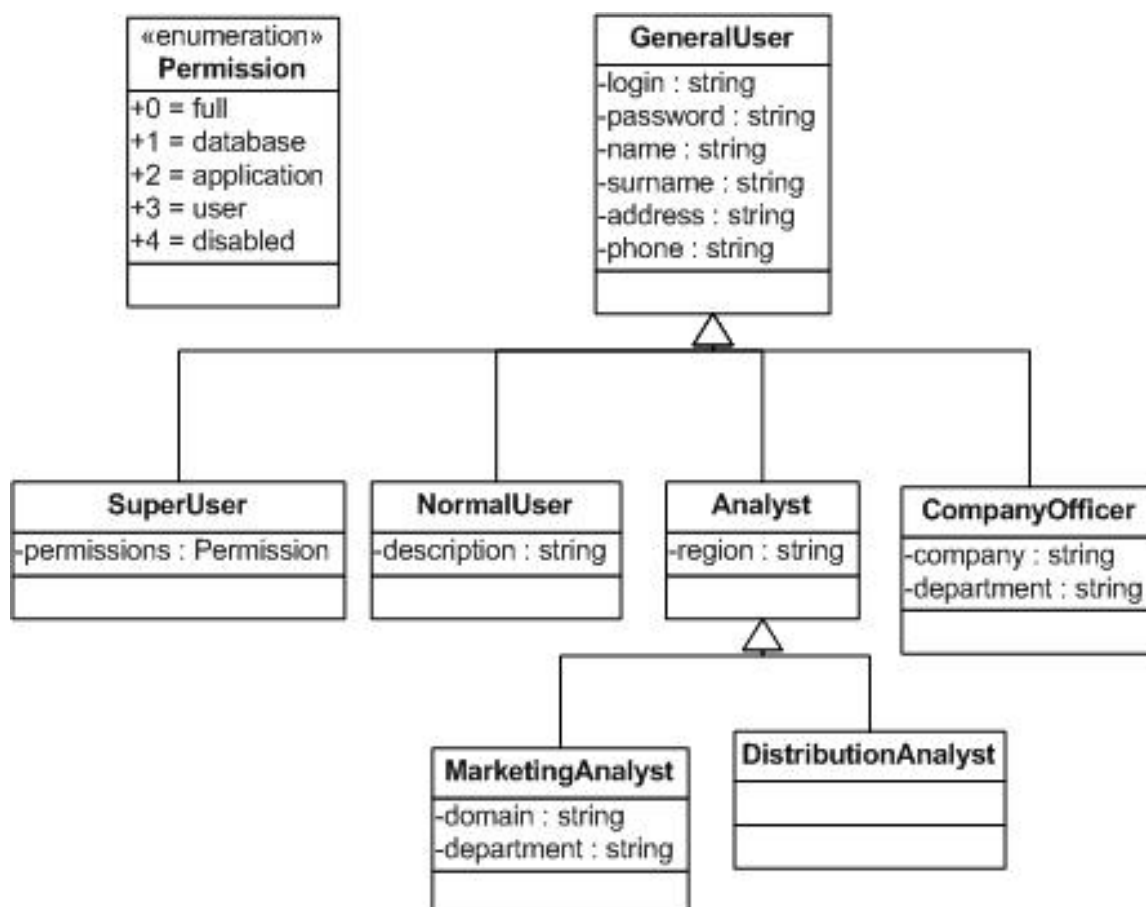 «enumeration»
Permission
+0 = full
+1 = database
+2 = application
+3 = user
+4 = disabled
GeneralUser
-login : string
-password : string
-name : string
-surname : string
-address : string
-phone : string
SuperUser
-permissions : Permission
NormalUser
-description : string
Analyst
-region : string
CompanyOfficer
-company : string
-department : string
MarketingAnalyst
-domain : string
-department : string
DistributionAnalyst